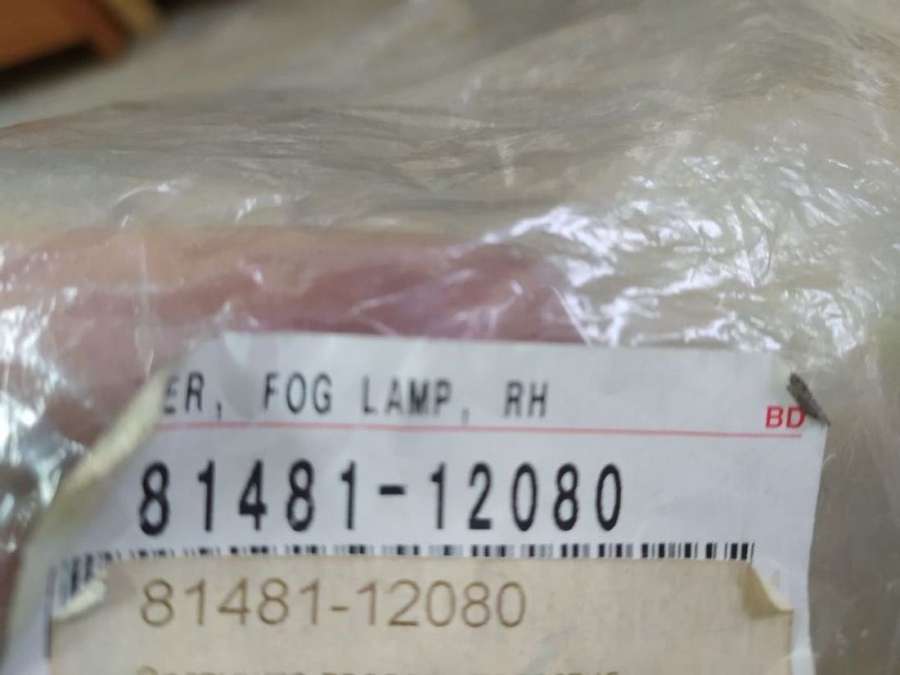 ER, FOG LAMP, RH
BD
81481-12080
81481-12080